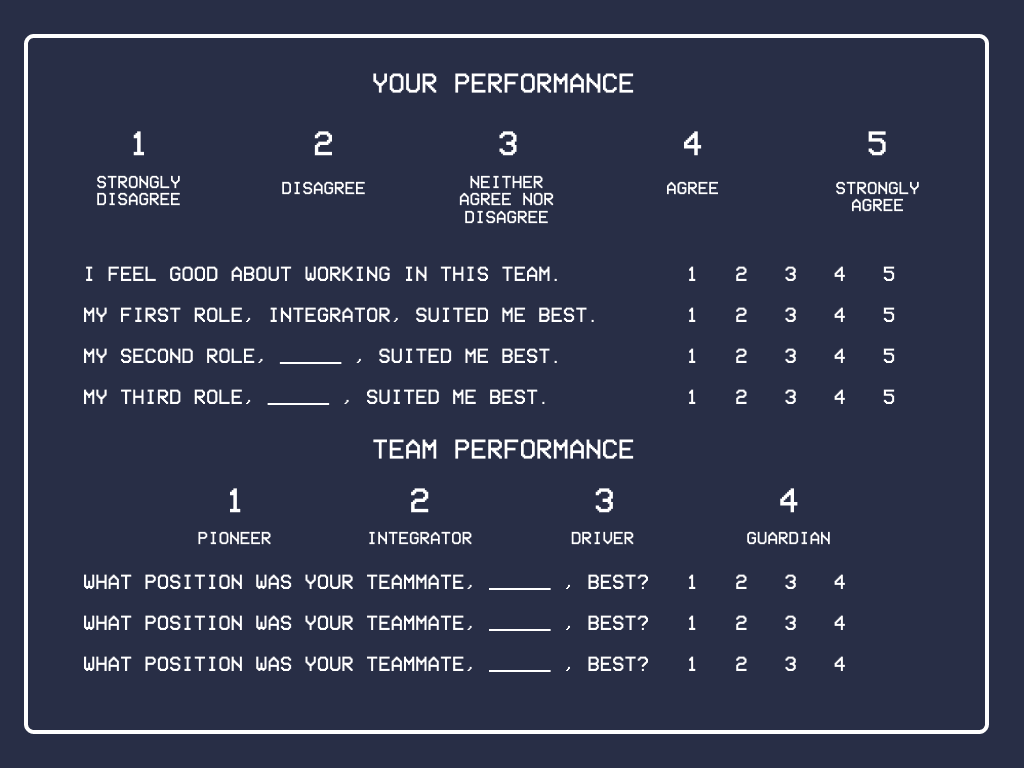 YOUR PERFORMANCE
1 2 3 4 5
STRONGLY DISAGREE
DISAGREE
NEITHER AGREE NOR DISAGREE
AGREE
STRONGLY AGREE
I FEEL GOOD ABOUT WORKING IN THIS TEAM. 1 2 3 4 5
MY FIRST ROLE, INTEGRATOR, SUITED ME BEST. 1 2 3 4 5
MY SECOND ROLE, _____ , SUITED ME BEST. 1 2 3 4 5
MY THIRD ROLE, _____ , SUITED ME BEST. 1 2 3 4 5
TEAM PERFORMANCE
1 2 3 4
PIONEER INTEGRATOR DRIVER GUARDIAN
WHAT POSITION WAS YOUR TEAMMATE, _____ , BEST? 1 2 3 4
WHAT POSITION WAS YOUR TEAMMATE, _____ , BEST? 1 2 3 4
WHAT POSITION WAS YOUR TEAMMATE, _____ , BEST? 1 2 3 4